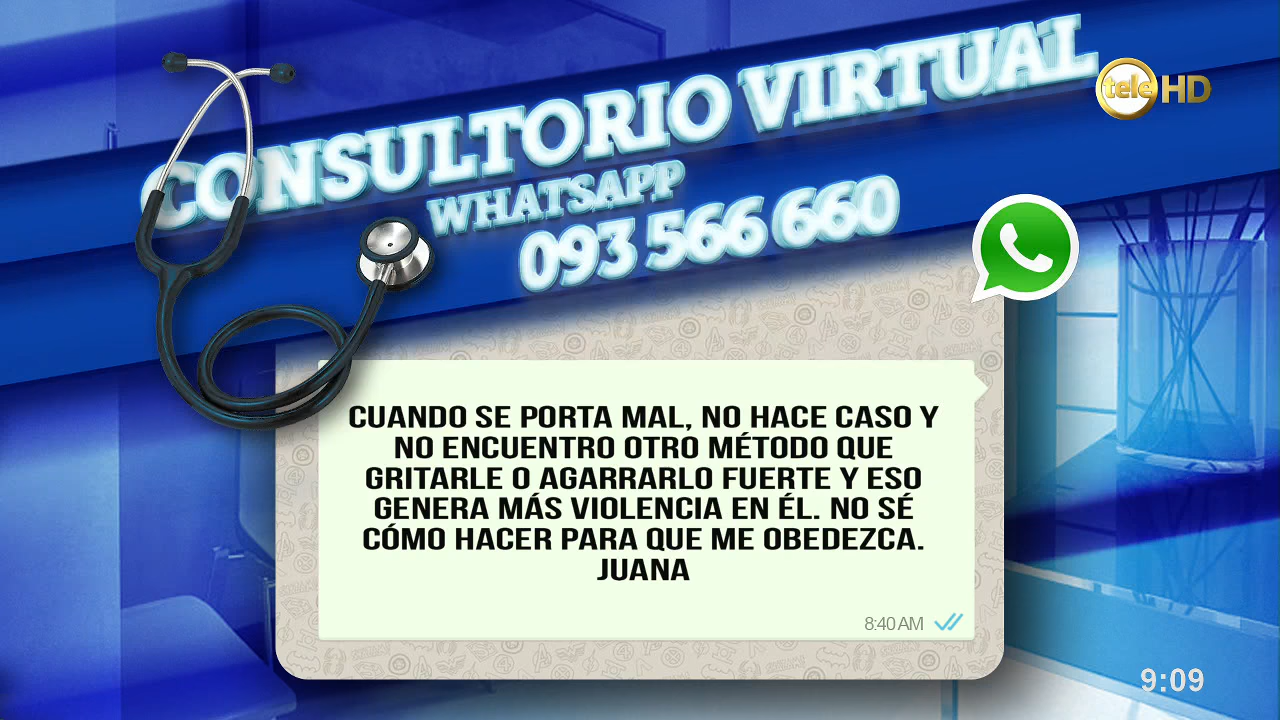 CONSULTORIO VIRTUAL
tele HD
WHATSAPP
093 566 660
CUANDO SE PORTA MAL, NO HACE CASO Y
NO ENCUENTRO OTRO MÉTODO QUE
GRITARLE O AGARRARLO FUERTE Y ESO
GENERA MÁS VIOLENCIA EN ÉL. NO SÉ
CÓMO HACER PARA QUE ME OBEDEZCA.
JUANA
8:40 AM
9:09